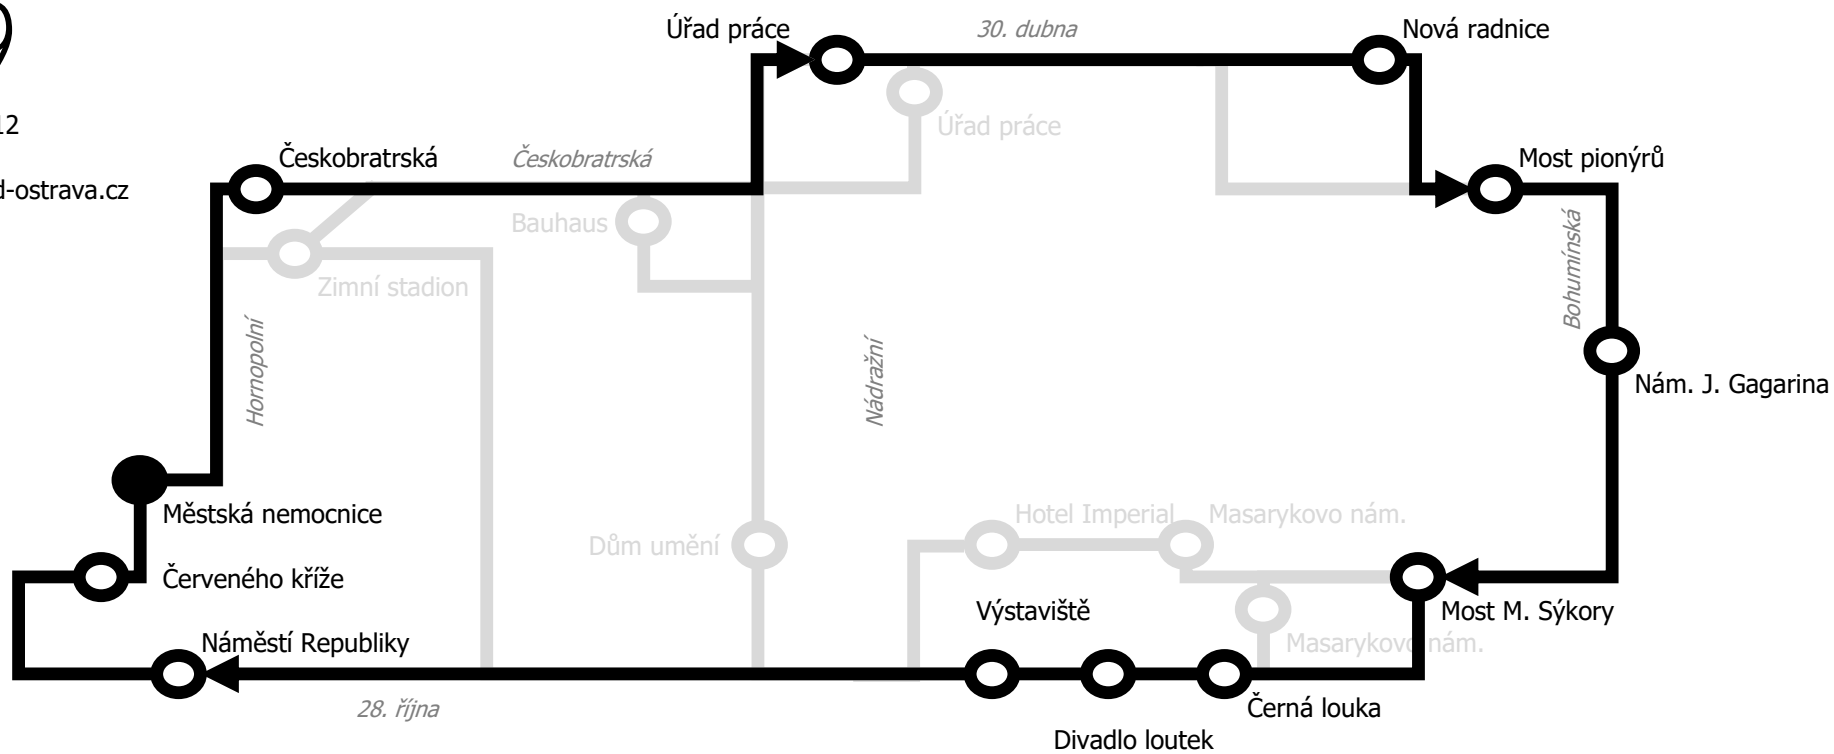 9
Úřad práce
30. dubna
Nová radnice
12
Úřad práce
Českobratrská
Českobratrská
Most pionýrů
d-ostrava.cz
Bauhaus
Bohumínská
Zimní stadion
Hornopolní
Nádražní
Nám. J. Gagarina
Městská nemocnice
Hotel Imperial
Masarykovo nám.
Dům umění
Červeného kříže
Výstaviště
Most M. Sýkory
Náměstí Republiky
Masarykovo nám.
28. října
Černá louka
Divadlo loutek